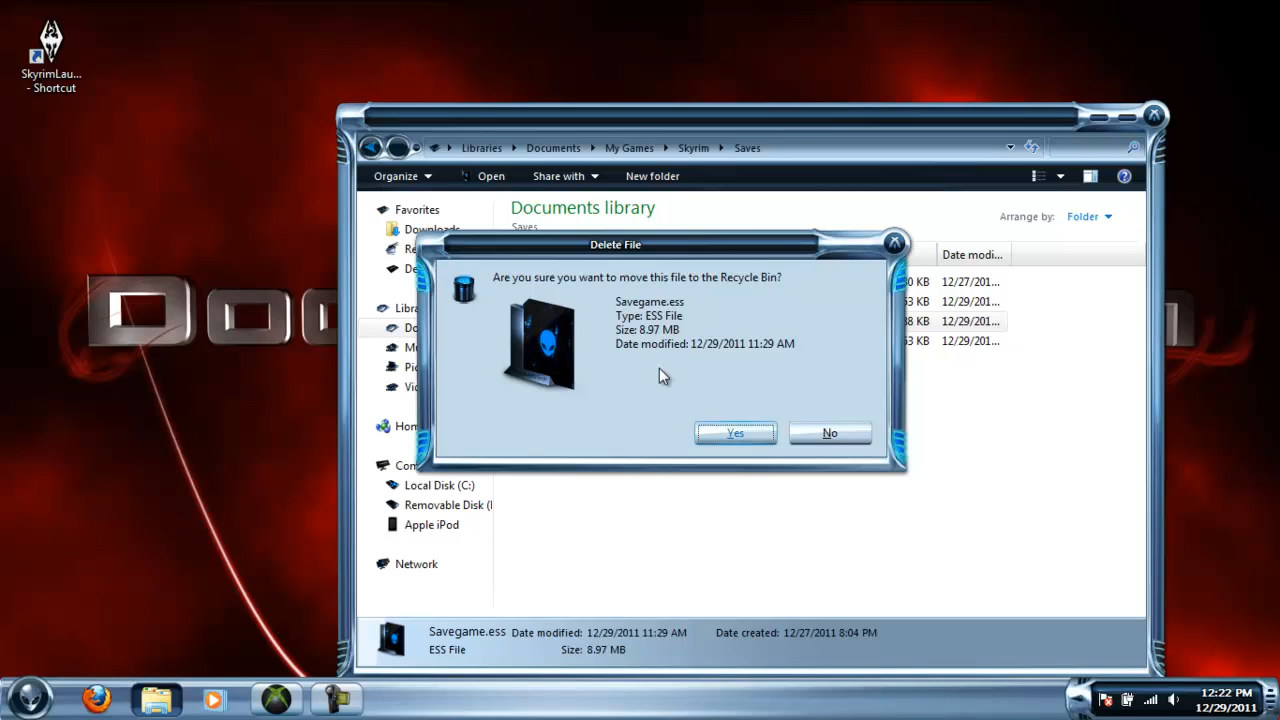 SkyrimLau...
- Shortcut
Libraries
Documents
My Games
Skyrim
Saves
Organize
Open
Share with
New folder
Favorites
Documents library
Saves
Arrange by: Folder
Date modi...
0 KB 12/27/201...
12/29/201...
KB 12/29/201...
KB 12/29/201...
Delete File
Are you sure you want to move this file to the Recycle Bin?
Savegame.ess
Type: ESS File
Size: 8.97 MB
Date modified: 12/29/2011 11:29 AM
Yes
No
Local Disk (C:)
Removable Disk (
Apple iPod
Network
Savegame.ess Date modified: 12/29/2011 11:29 AM Date created: 12/27/2011 8:04 PM
ESS File Size: 8.97 MB
12:22 PM
12/29/2011